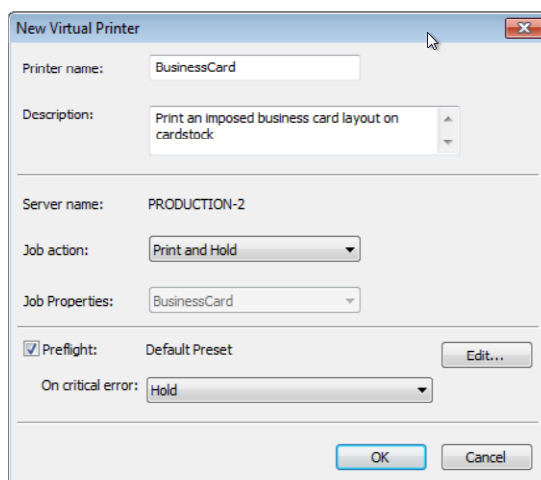 New Virtual Printer
Printer name: BusinessCard
Description: Print an imposed business card layout on
cardstock
Server name: PRODUCTION-2
Job action: Print and Hold
Job Properties: BusinessCard
Preflight: Default Preset Edit...
On critical error: Hold
OK Cancel